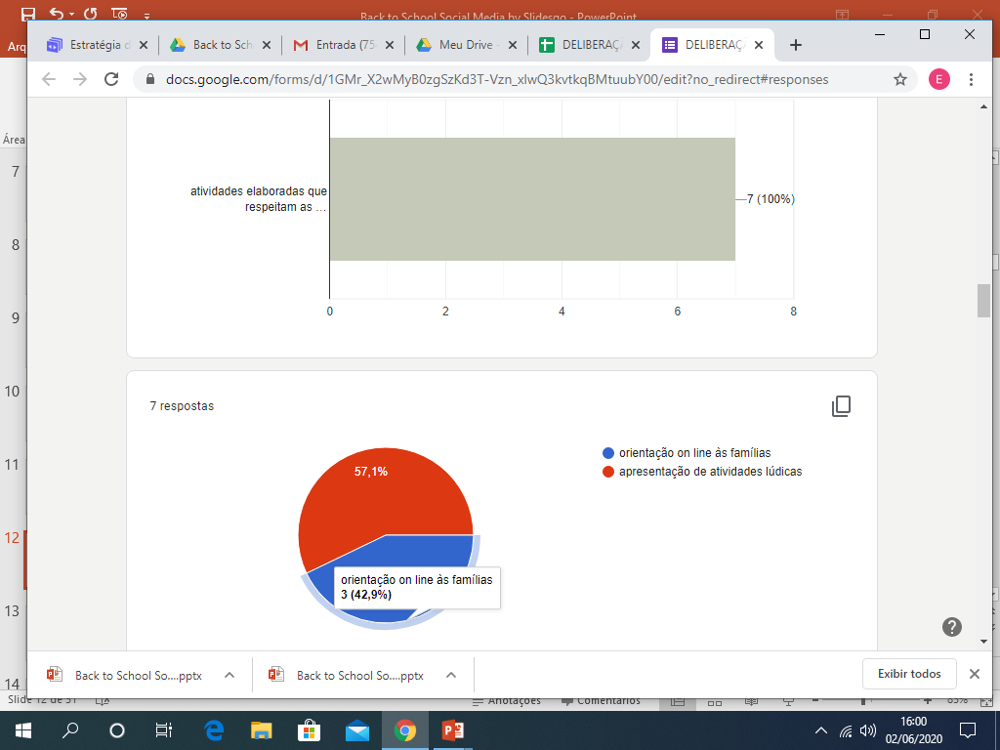 Back to School Social Media by Slidesgo - PowerPoint
Arq
Estratégia d
Back to Sch
Entrada (75
Meu Drive -
DELIBERAÇ
DELIBERAÇ
docs.google.com/forms/d/1GMr_X2wMyB0zgSzKd3T-Vzn_xlwQ3kvtkqBMtuubY00/edit?no_redirect#responses
E
Área
7
8
9
10
11
12
13
14
atividades elaboradas que
respeitam as ...
7 (100%)
0 2 4 6 8
7 respostas
orientação on line às famílias
apresentação de atividades lúdicas
57,1%
orientação on line às famílias
3 (42,9%)
Back to School So....pptx
Back to School So....pptx
Exibir todos
Slide 12 de 31
Anotações
Comentários
85%
16:00
02/06/2020